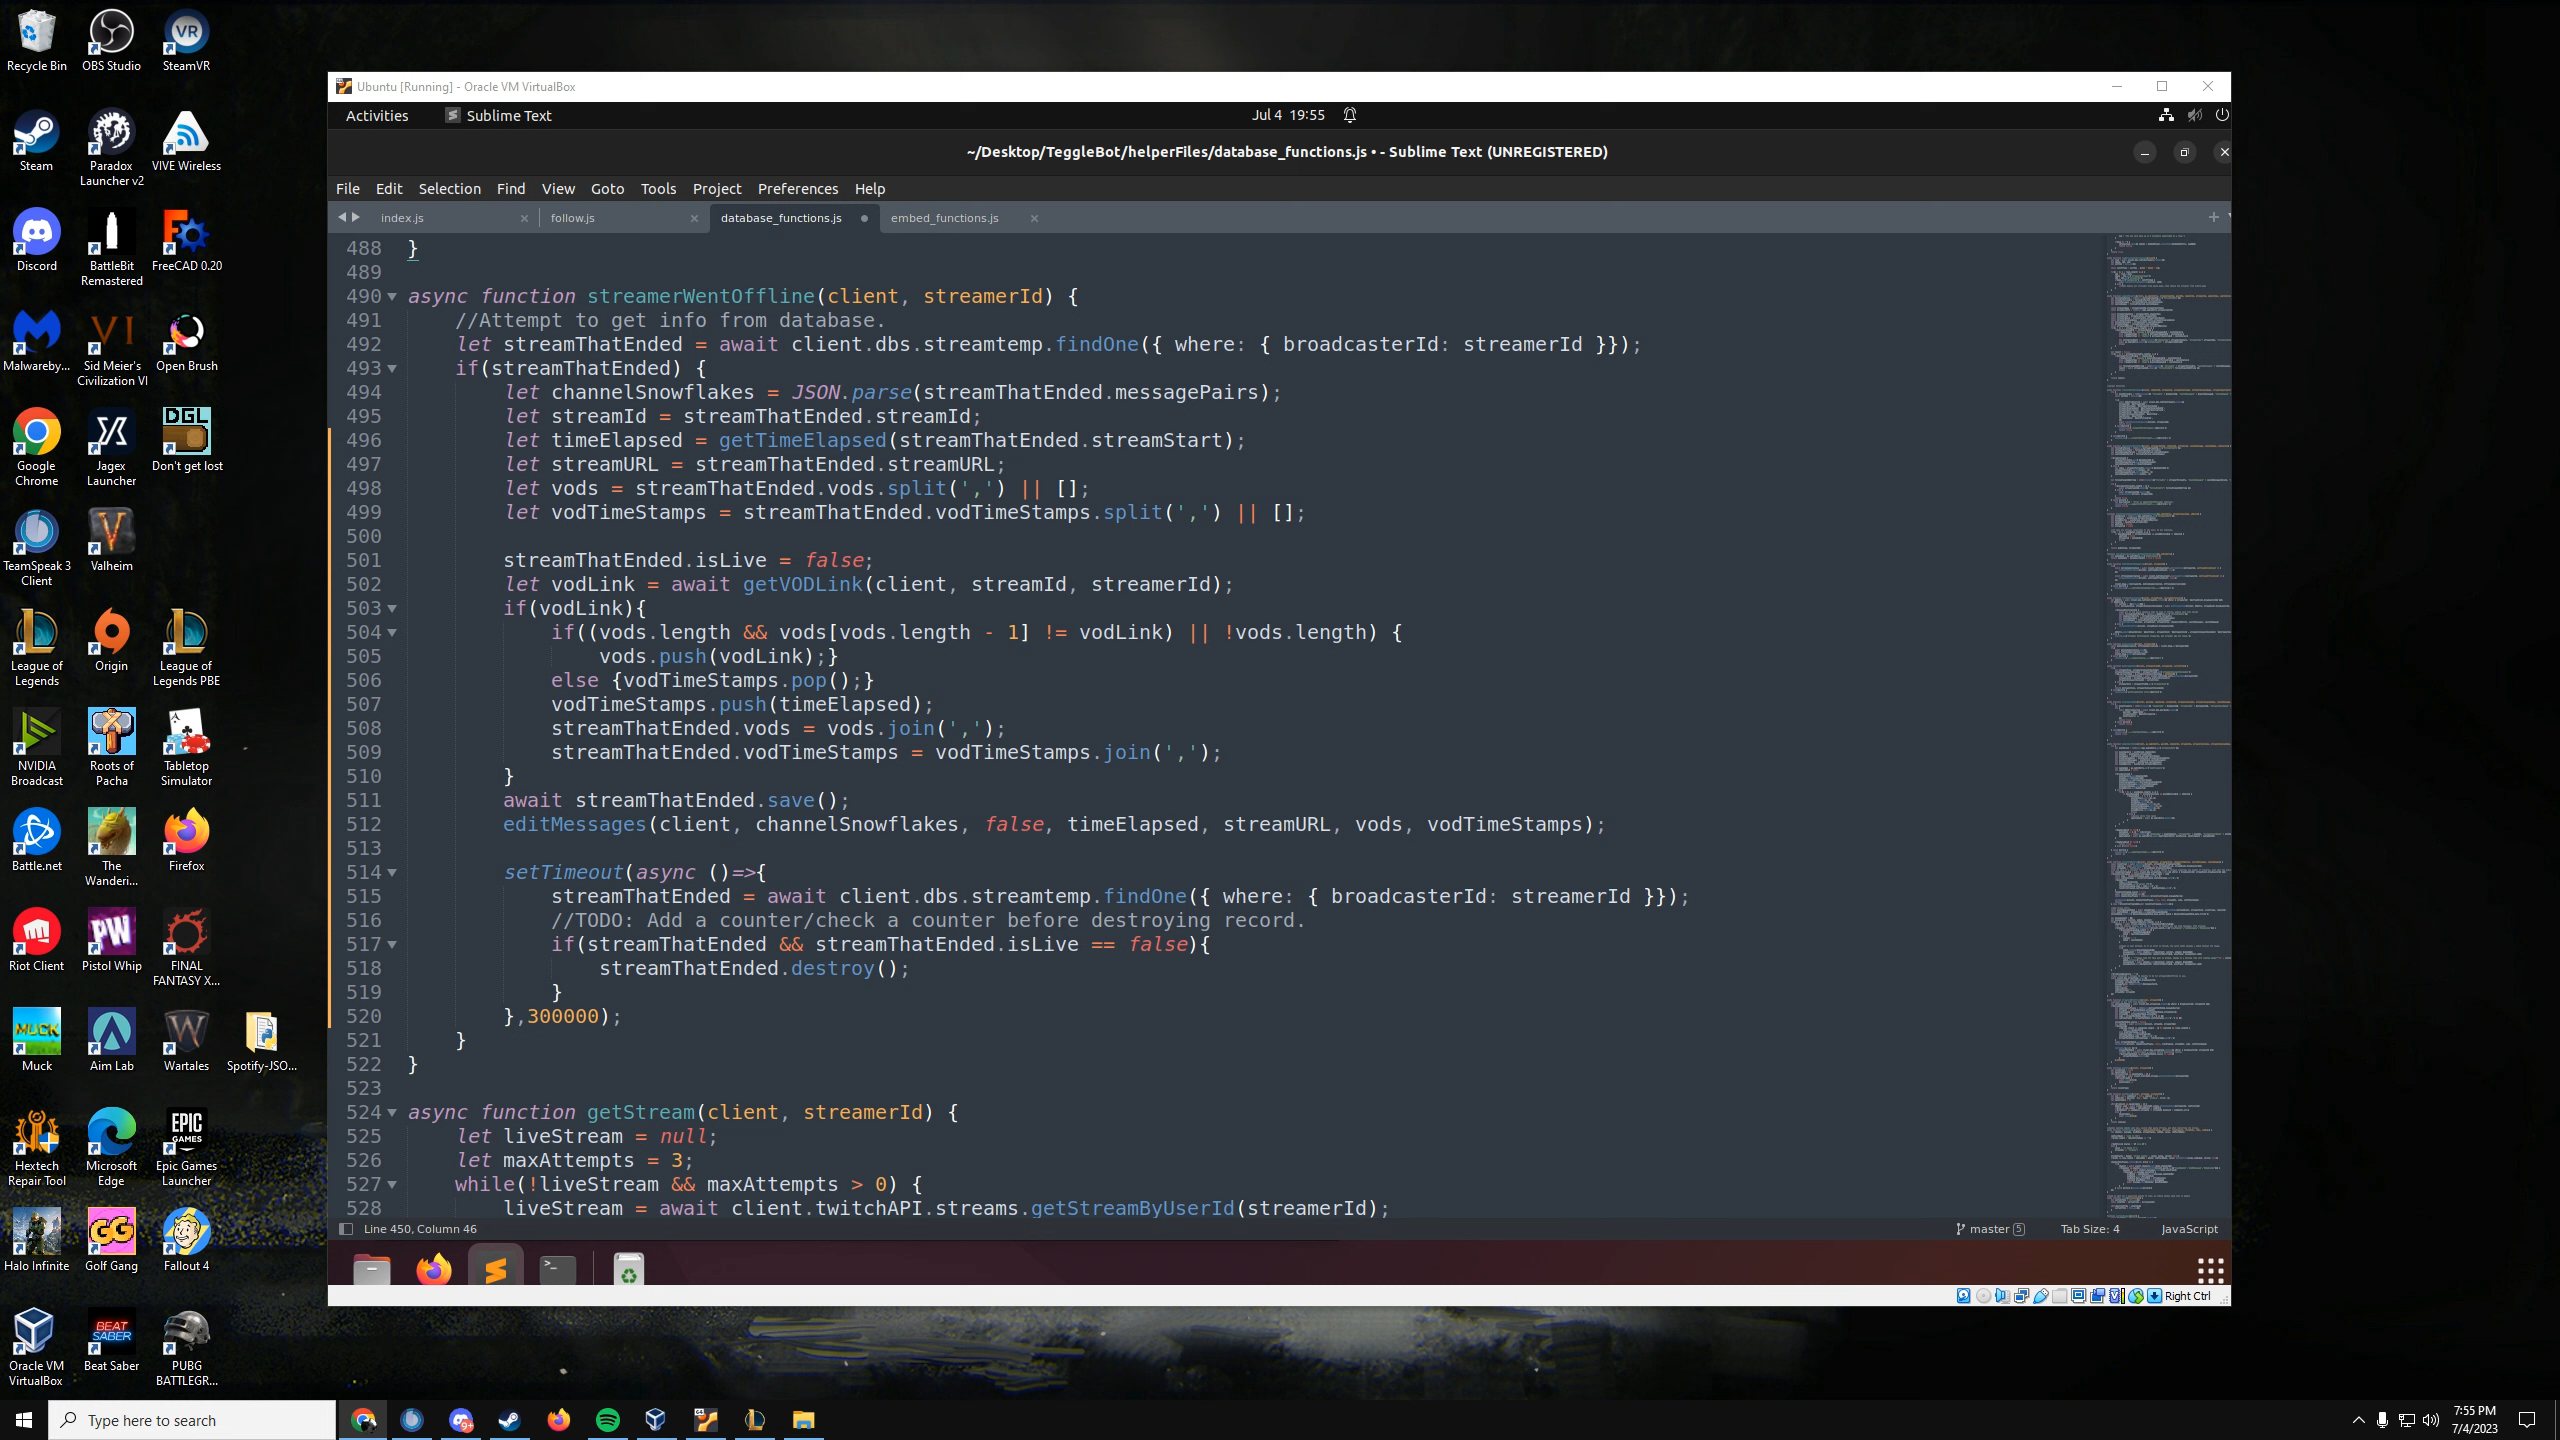 Recycle Bin
OBS Studio
SteamVR
Steam
Paradox Launcher v2
VIVE Wireless
Discord
BattleBit Remastered
FreeCAD 0.20
Malwareby...
Sid Meier's Civilization VI
Open Brush
Google Chrome
Jagex Launcher
Don't get lost
TeamSpeak 3 Client
Valheim
League of Legends
Origin
League of Legends PBE
NVIDIA Broadcast
Roots of Pacha
Tabletop Simulator
Battle.net
The Wanderi...
Firefox
Riot Client
Pistol Whip
FINAL FANTASY X...
Muck
Aim Lab
Wartales
Spotify-JSO...
Hextech Repair Tool
Microsoft Edge
Epic Games Launcher
Halo Infinite
Golf Gang
Fallout 4
Oracle VM VirtualBox
Beat Saber
PUBG BATTLEGR...
VR
DGL
VI
V
PW
MUCK
W
EPIC GAMES
GG
BEAT SABER
Ubuntu [Running] - Oracle VM VirtualBox
Activities Sublime Text Jul 4 19:55
~/Desktop/TeggleBot/helperFiles/database_functions.js • - Sublime Text (UNREGISTERED)
File Edit Selection Find View Goto Tools Project Preferences Help
index.js follow.js database_functions.js embed_functions.js
488 }
489
490 async function streamerWentOffline(client, streamerId) {
491 //Attempt to get info from database.
492 let streamThatEnded = await client.dbs.streamtemp.findOne({ where: { broadcasterId: streamerId }});
493 if(streamThatEnded) {
494 let channelSnowflakes = JSON.parse(streamThatEnded.messagePairs);
495 let streamId = streamThatEnded.streamId;
496 let timeElapsed = getTimeElapsed(streamThatEnded.streamStart);
497 let streamURL = streamThatEnded.streamURL;
498 let vods = streamThatEnded.vods.split(',') || [];
499 let vodTimeStamps = streamThatEnded.vodTimeStamps.split(',') || [];
500
501 streamThatEnded.isLive = false;
502 let vodLink = await getVODLink(client, streamId, streamerId);
503 if(vodLink){
504 if((vods.length && vods[vods.length - 1] != vodLink) || !vods.length) {
505 vods.push(vodLink);}
506 else {vodTimeStamps.pop();}
507 vodTimeStamps.push(timeElapsed);
508 streamThatEnded.vods = vods.join(',');
509 streamThatEnded.vodTimeStamps = vodTimeStamps.join(',');
510 }
511 await streamThatEnded.save();
512 editMessages(client, channelSnowflakes, false, timeElapsed, streamURL, vods, vodTimeStamps);
513
514 setTimeout(async ()=>{
515 streamThatEnded = await client.dbs.streamtemp.findOne({ where: { broadcasterId: streamerId }});
516 //TODO: Add a counter/check a counter before destroying record.
517 if(streamThatEnded && streamThatEnded.isLive == false){
518 streamThatEnded.destroy();
519 }
520 },300000);
521 }
522 }
523
524 async function getStream(client, streamerId) {
525 let liveStream = null;
526 let maxAttempts = 3;
527 while(!liveStream && maxAttempts > 0) {
528 liveStream = await client.twitchAPI.streams.getStreamByUserId(streamerId);
Line 450, Column 46 master 5 Tab Size: 4 JavaScript
Right Ctrl
Type here to search
9+
7:55 PM
7/4/2023